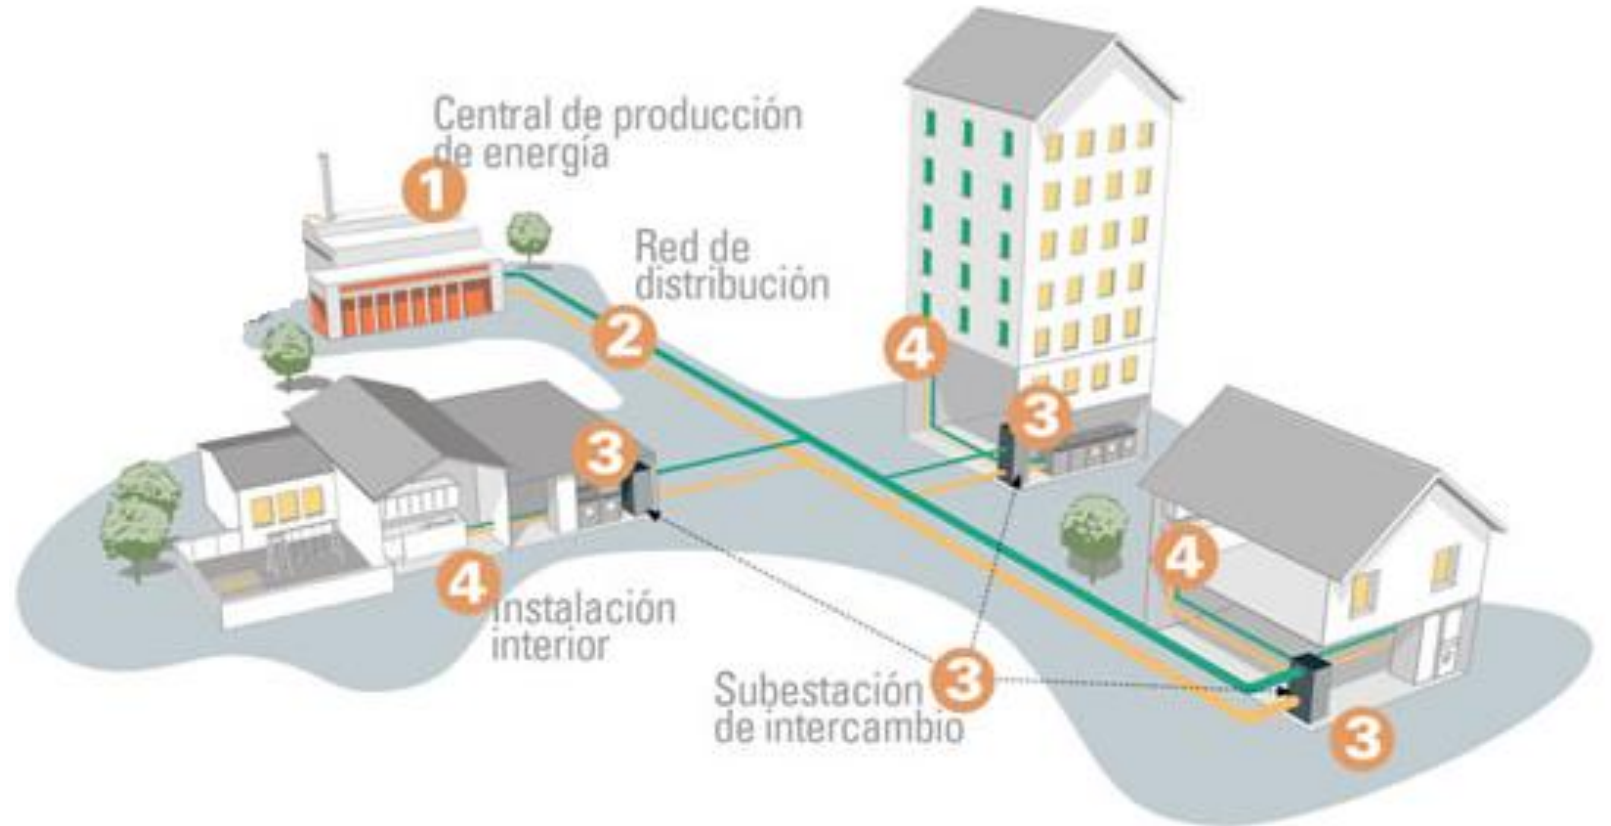 Central de producción
de energía
1
Red de
distribución
2
4
3
3
4
4
Instalación
interior
Subestación
de intercambio
3
3